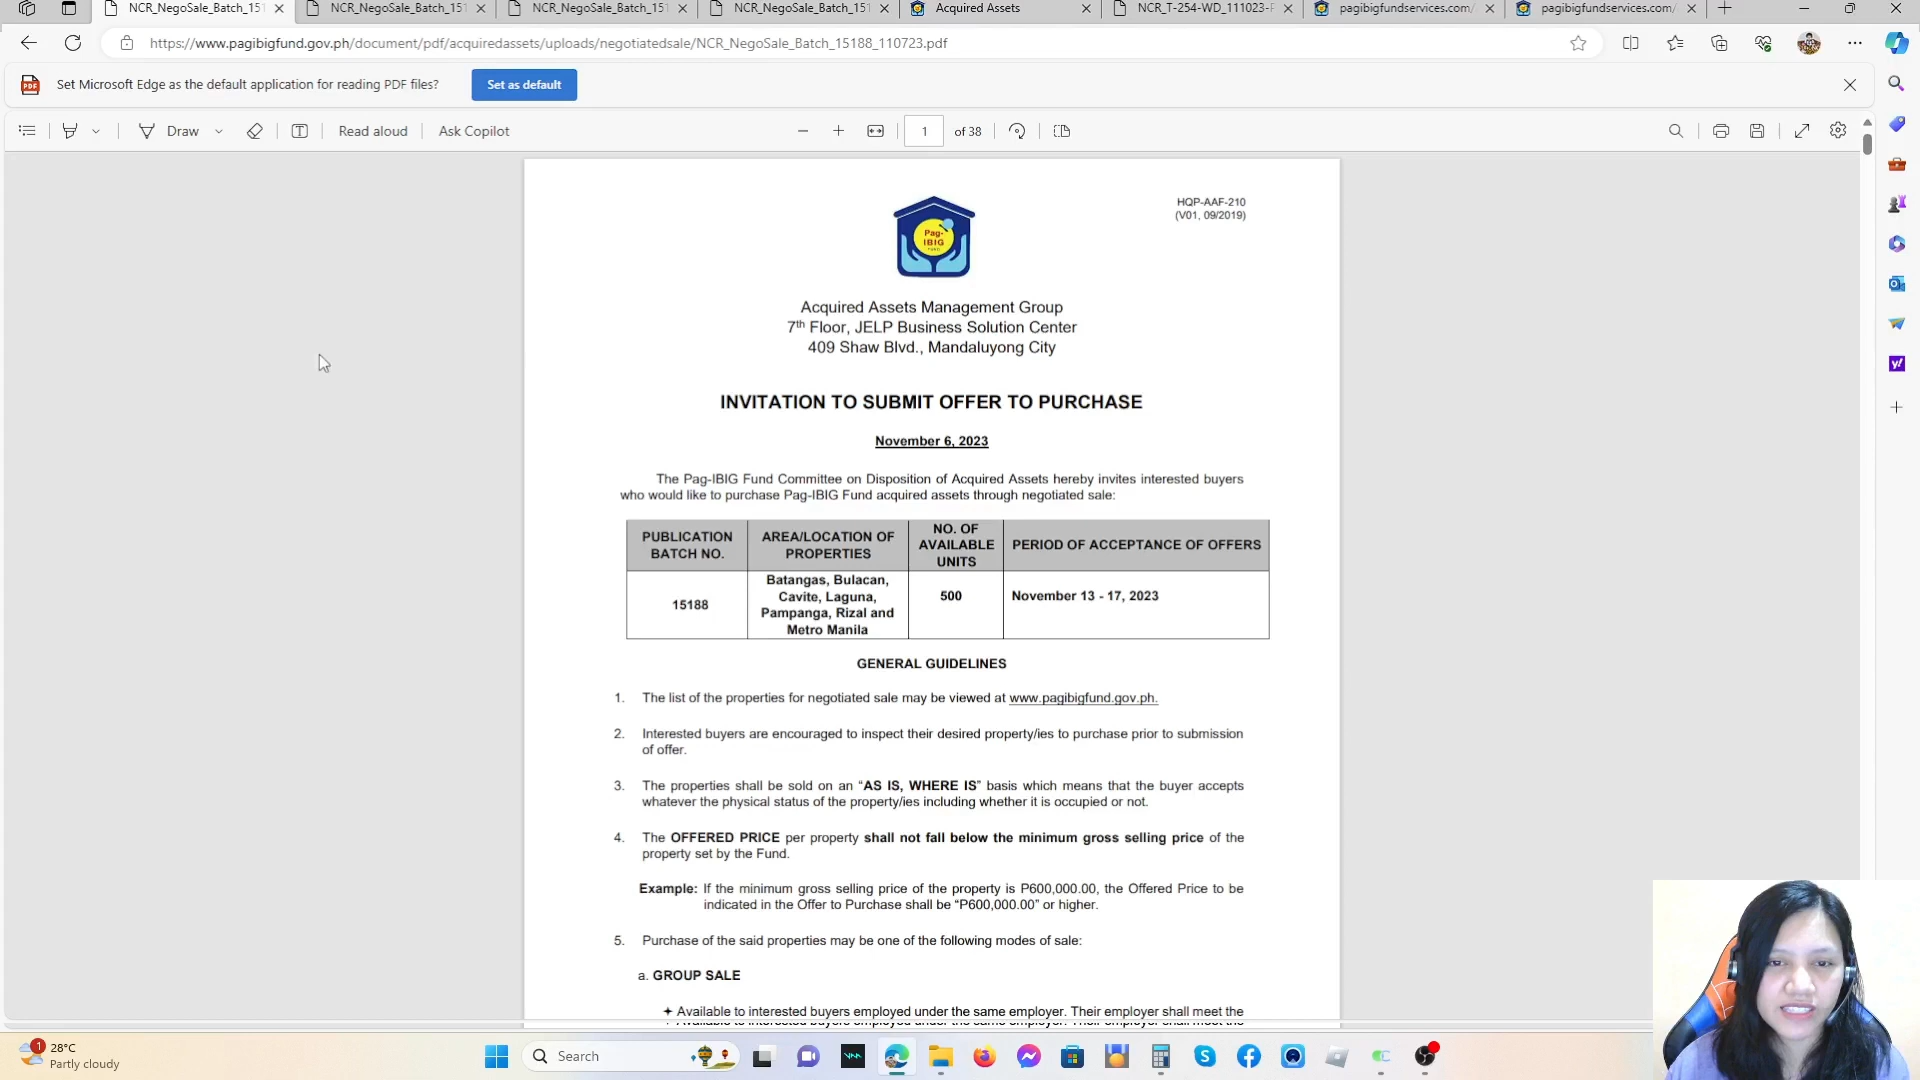 NCR_NegoSale_Batch_151
NCR_NegoSale_Batch_151
NCR_NegoSale_Batch_151
NCR_NegoSale_Batch_151
Acquired Assets
NCR_T-254-WD_111023-F
pagibigfundservices.com/
pagibigfundservices.com/
https://www.pagibigfund.gov.ph/document/pdf/acquiredassets/uploads/negotiatedsale/NCR_NegoSale_Batch_15188_110723.pdf
PDF
Set Microsoft Edge as the default application for reading PDF files?
Set as default
Draw
Read aloud
Ask Copilot
1 of 38
HQP-AAF-210
(V01, 09/2019)
Pag-
IBIG
FUND
Acquired Assets Management Group
7th Floor, JELP Business Solution Center
409 Shaw Blvd., Mandaluyong City
INVITATION TO SUBMIT OFFER TO PURCHASE
November 6, 2023
The Pag-IBIG Fund Committee on Disposition of Acquired Assets hereby invites interested buyers
who would like to purchase Pag-IBIG Fund acquired assets through negotiated sale:
PUBLICATION
BATCH NO.
AREA/LOCATION OF
PROPERTIES
NO. OF
AVAILABLE
UNITS
PERIOD OF ACCEPTANCE OF OFFERS
15188
Batangas, Bulacan,
Cavite, Laguna,
Pampanga, Rizal and
Metro Manila
500
November 13 - 17, 2023
GENERAL GUIDELINES
1. The list of the properties for negotiated sale may be viewed at www.pagibigfund.gov.ph.
2. Interested buyers are encouraged to inspect their desired property/ies to purchase prior to submission
of offer.
3. The properties shall be sold on an “AS IS, WHERE IS” basis which means that the buyer accepts
whatever the physical status of the property/ies including whether it is occupied or not.
4. The OFFERED PRICE per property shall not fall below the minimum gross selling price of the
property set by the Fund.
Example: If the minimum gross selling price of the property is P600,000.00, the Offered Price to be
indicated in the Offer to Purchase shall be “P600,000.00” or higher.
5. Purchase of the said properties may be one of the following modes of sale:
a. GROUP SALE
Available to interested buyers employed under the same employer. Their employer shall meet the
1
28°C
Partly cloudy
Search